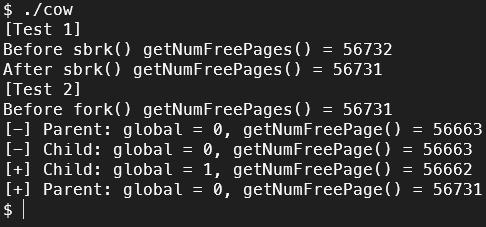 $ ./cow
[Test 1]
Before sbrk() getNumFreePages() = 56732
After sbrk() getNumFreePages() = 56731
[Test 2]
Before fork() getNumFreePages() = 56731
[—] Parent: global = 0, getNumFreePage() = 56663
[—] Child: global = 0, getNumFreePage() = 56663
[+] Child: global = 1, getNumFreePage() = 56662
[+] Parent: global = 0, getNumFreePage() = 56731
$